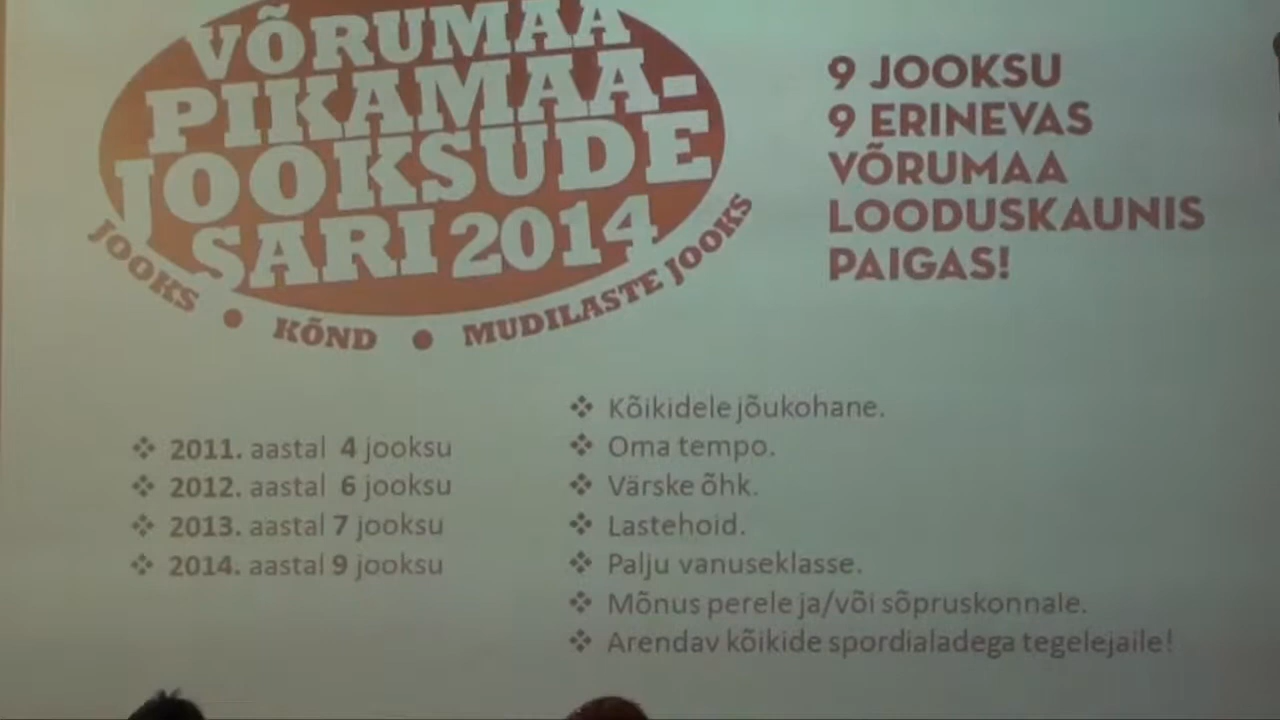 VÕRUMAA
PIKAMAA-
JOOKSUDE
SARI 2014
JOOKS • KÕND • MUDILASTE JOOKS
9 JOOKSU
9 ERINEVAS
VÕRUMAA
LOODUSKAUNIS
PAIGAS!
❖ 2011. aastal 4 jooksu
❖ 2012. aastal 6 jooksu
❖ 2013. aastal 7 jooksu
❖ 2014. aastal 9 jooksu
❖ Kõikidele jõukohane.
❖ Oma tempo.
❖ Värske õhk.
❖ Lastehoid.
❖ Palju vanuseklasse.
❖ Mõnus perele ja/või sõpruskonnale.
❖ Arendav kõikide spordialadega tegelejaile!